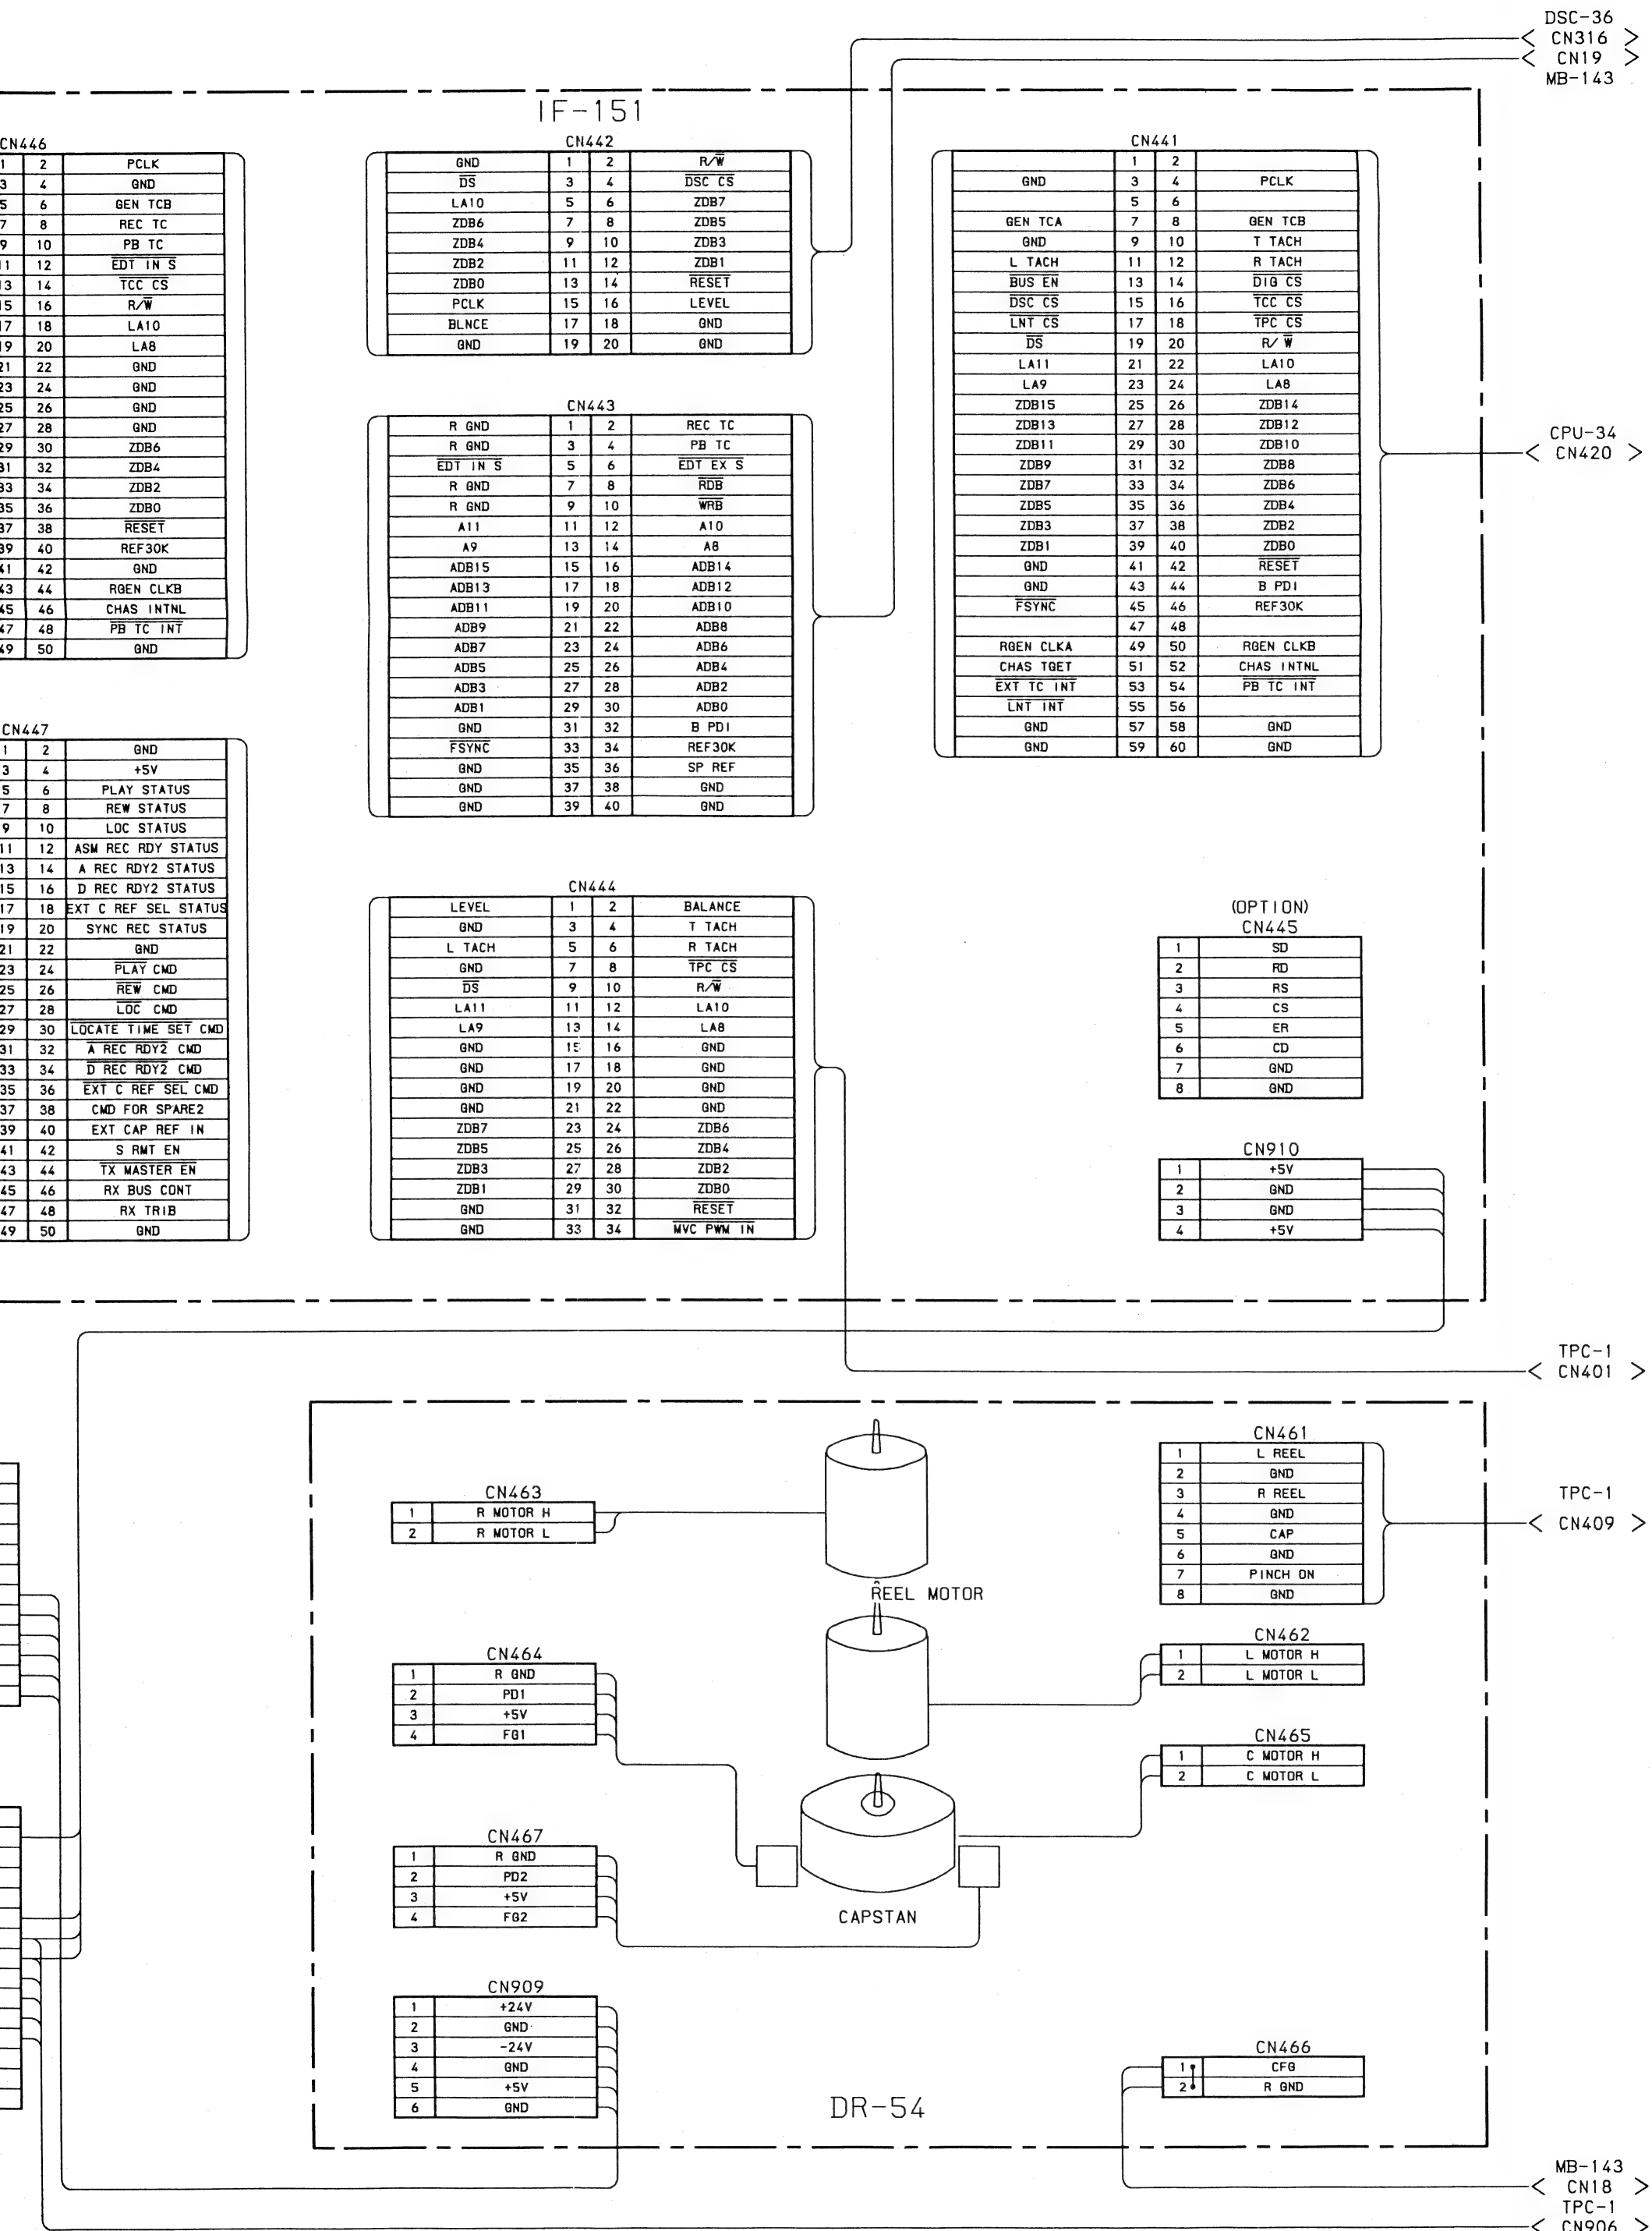 DSC-36
< CN316 >
< CN19 >
MB-143
IF-151
CN446
1 2 PCLK
3 4 GND
5 6 GEN TCB
7 8 REC TC
9 10 PB TC
11 12 EDT IN S
13 14 TCC CS
15 16 R/W
17 18 LA10
19 20 LA8
21 22 GND
23 24 GND
25 26 GND
27 28 GND
29 30 ZDB6
31 32 ZDB4
33 34 ZDB2
35 36 ZDB0
37 38 RESET
39 40 REF30K
41 42 GND
43 44 RGEN CLKB
45 46 CHAS INTNL
47 48 PB TC INT
49 50 GND
CN447
1 2 GND
3 4 +5V
5 6 PLAY STATUS
7 8 REW STATUS
9 10 LOC STATUS
11 12 ASM REC RDY STATUS
13 14 A REC RDY2 STATUS
15 16 D REC RDY2 STATUS
17 18 EXT C REF SEL STATUS
19 20 SYNC REC STATUS
21 22 GND
23 24 PLAY CMD
25 26 REW CMD
27 28 LOC CMD
29 30 LOCATE TIME SET CMD
31 32 A REC RDY2 CMD
33 34 D REC RDY2 CMD
35 36 EXT C REF SEL CMD
37 38 CMD FOR SPARE2
39 40 EXT CAP REF IN
41 42 S RMT EN
43 44 TX MASTER EN
45 46 RX BUS CONT
47 48 RX TRIB
49 50 GND
CN442
GND 1 2 R/W
DS 3 4 DSC CS
LA10 5 6 ZDB7
ZDB6 7 8 ZDB5
ZDB4 9 10 ZDB3
ZDB2 11 12 ZDB1
ZDB0 13 14 RESET
PCLK 15 16 LEVEL
BLNCE 17 18 GND
GND 19 20 GND
CN443
R GND 1 2 REC TC
R GND 3 4 PB TC
EDT IN S 5 6 EDT EX S
R GND 7 8 RDB
R GND 9 10 WRB
A11 11 12 A10
A9 13 14 A8
ADB15 15 16 ADB14
ADB13 17 18 ADB12
ADB11 19 20 ADB10
ADB9 21 22 ADB8
ADB7 23 24 ADB6
ADB5 25 26 ADB4
ADB3 27 28 ADB2
ADB1 29 30 ADB0
GND 31 32 B PDI
FSYNC 33 34 REF30K
GND 35 36 SP REF
GND 37 38 GND
GND 39 40 GND
CN444
LEVEL 1 2 BALANCE
GND 3 4 T TACH
L TACH 5 6 R TACH
GND 7 8 TPC CS
DS 9 10 R/W
LA11 11 12 LA10
LA9 13 14 LA8
GND 15 16 GND
GND 17 18 GND
GND 19 20 GND
GND 21 22 GND
ZDB7 23 24 ZDB6
ZDB5 25 26 ZDB4
ZDB3 27 28 ZDB2
ZDB1 29 30 ZDB0
GND 31 32 RESET
GND 33 34 MVC PWM IN
CN441
1 2
GND 3 4 PCLK
5 6
GEN TCA 7 8 GEN TCB
GND 9 10 T TACH
L TACH 11 12 R TACH
BUS EN 13 14 DIG CS
DSC CS 15 16 TCC CS
LNT CS 17 18 TPC CS
DS 19 20 R/ W
LA11 21 22 LA10
LA9 23 24 LA8
ZDB15 25 26 ZDB14
ZDB13 27 28 ZDB12
ZDB11 29 30 ZDB10
ZDB9 31 32 ZDB8
ZDB7 33 34 ZDB6
ZDB5 35 36 ZDB4
ZDB3 37 38 ZDB2
ZDB1 39 40 ZDB0
GND 41 42 RESET
GND 43 44 B PDI
FSYNC 45 46 REF30K
47 48
RGEN CLKA 49 50 RGEN CLKB
CHAS TGET 51 52 CHAS INTNL
EXT TC INT 53 54 PB TC INT
LNT INT 55 56
GND 57 58 GND
GND 59 60 GND
CPU-34
< CN420 >
(OPTION)
CN445
1 SD
2 RD
3 RS
4 CS
5 ER
6 CD
7 GND
8 GND
CN910
1 +5V
2 GND
3 GND
4 +5V
TPC-1
< CN401 >
CN463
1 R MOTOR H
2 R MOTOR L
REEL MOTOR
CN461
1 L REEL
2 GND
3 R REEL
4 GND
5 CAP
6 GND
7 PINCH ON
8 GND
TPC-1
< CN409 >
CN464
1 R GND
2 PD1
3 +5V
4 FG1
CN462
1 L MOTOR H
2 L MOTOR L
CN465
1 C MOTOR H
2 C MOTOR L
CN467
1 R GND
2 PD2
3 +5V
4 FG2
CAPSTAN
CN909
1 +24V
2 GND
3 -24V
4 GND
5 +5V
6 GND
DR-54
CN466
1 CFG
2 R GND
MB-143
< CN18 >
TPC-1
< CN906 >